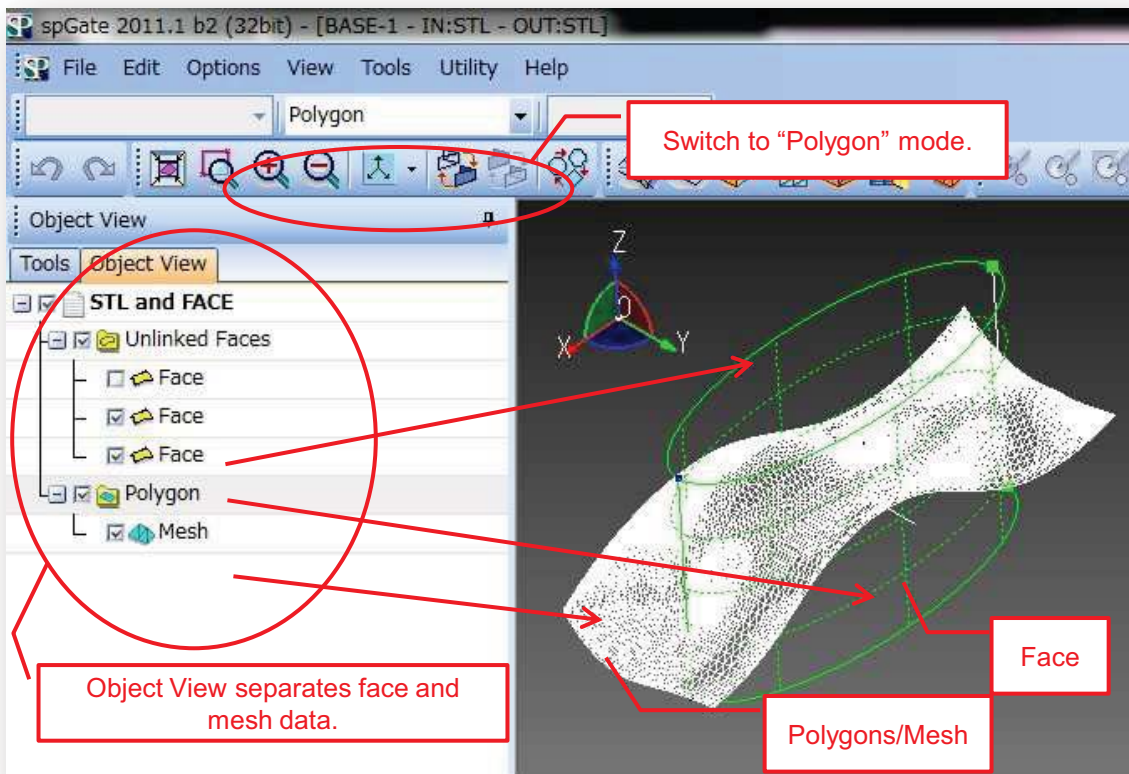 spGate 2011.1 b2 (32bit) - [BASE-1 - IN:STL - OUT:STL]
File Edit Options View Tools Utility Help
Polygon
Switch to “Polygon” mode.
Object View
Tools Object View
STL and FACE
Unlinked Faces
Face
Face
Face
Polygon
Mesh
Z
X
Y
Face
Object View separates face and
mesh data.
Polygons/Mesh